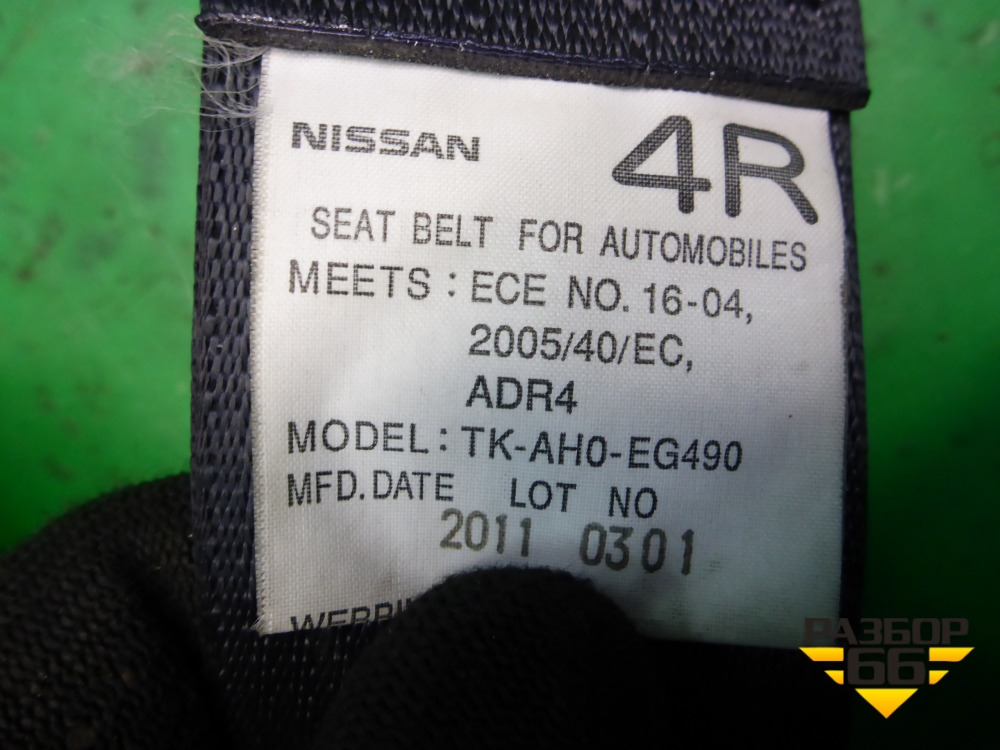 NISSAN 4R
SEAT BELT FOR AUTOMOBILES
MEETS : ECE NO. 16-04,
2005/40/EC,
ADR4
MODEL: TK-AH0-EG490
MFD. DATE LOT NO
2011 0301
РАЗБОР
66